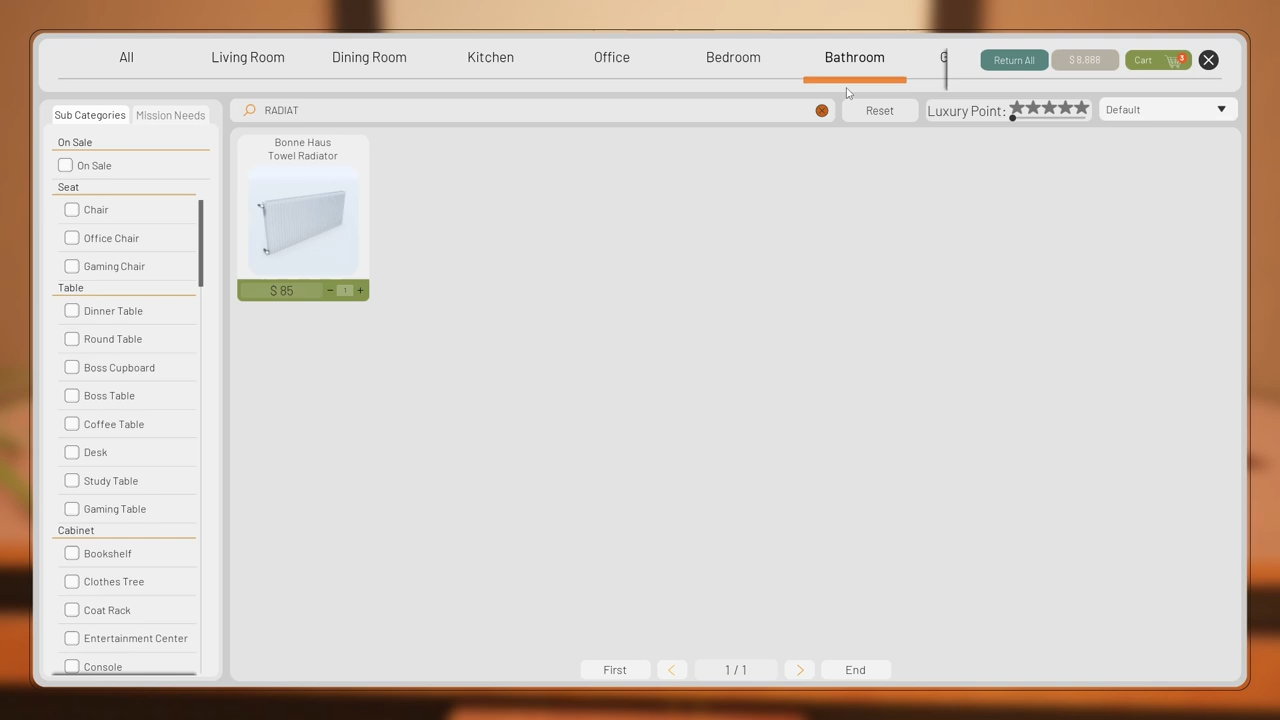 All
Living Room
Dining Room
Kitchen
Office
Bedroom
Bathroom
Return All
$ 8,888
Cart
3
Sub Categories
Mission Needs
RADIAT
Reset
Luxury Point:
Default
On Sale
On Sale
Seat
Chair
Office Chair
Gaming Chair
Table
Dinner Table
Round Table
Boss Cupboard
Boss Table
Coffee Table
Desk
Study Table
Gaming Table
Cabinet
Bookshelf
Clothes Tree
Coat Rack
Entertainment Center
Console
Bonne Haus
Towel Radiator
$ 85
- 1 +
First
<
1 / 1
>
End